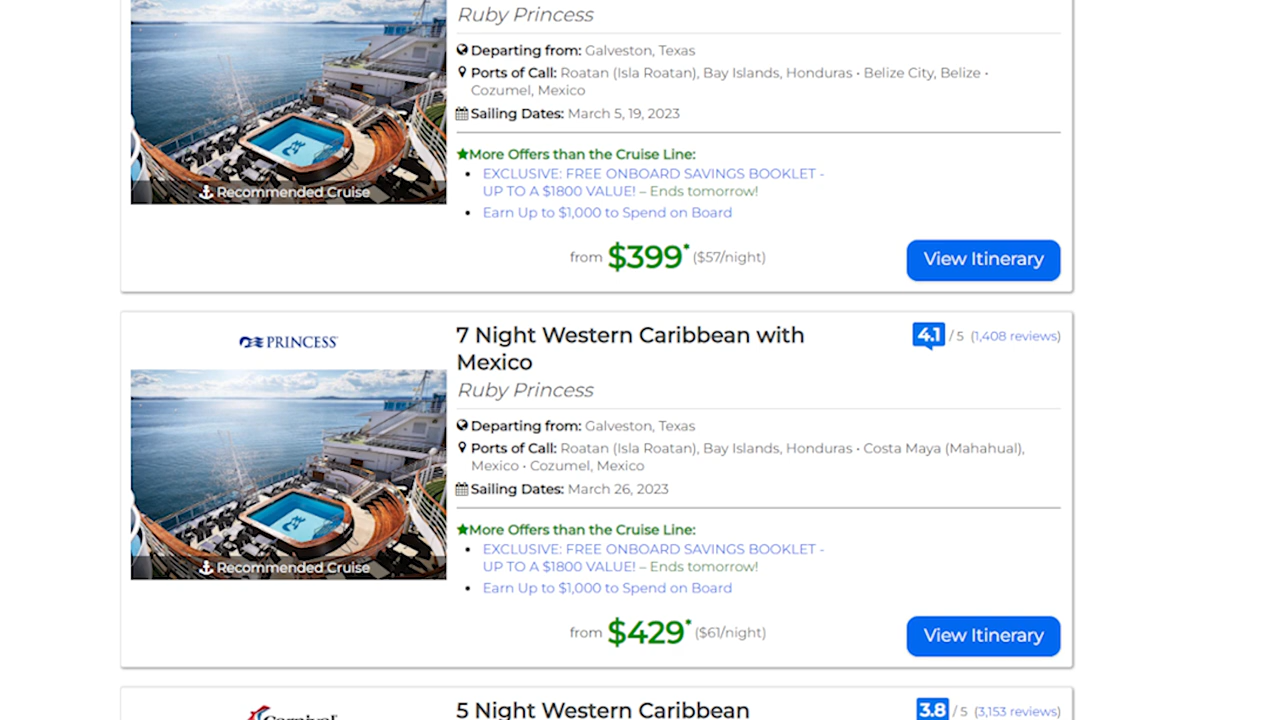 Ruby Princess
Departing from: Galveston, Texas
Ports of Call: Roatan (Isla Roatan), Bay Islands, Honduras • Belize City, Belize •
Cozumel, Mexico
Sailing Dates: March 5, 19, 2023
Recommended Cruise
More Offers than the Cruise Line:
• EXCLUSIVE: FREE ONBOARD SAVINGS BOOKLET -
UP TO A $1800 VALUE! – Ends tomorrow!
• Earn Up to $1,000 to Spend on Board
from $399* ($57/night)
View Itinerary
PRINCESS
7 Night Western Caribbean with
Mexico
4.1 / 5 (1,408 reviews)
Ruby Princess
Departing from: Galveston, Texas
Ports of Call: Roatan (Isla Roatan), Bay Islands, Honduras • Costa Maya (Mahahual),
Mexico • Cozumel, Mexico
Sailing Dates: March 26, 2023
Recommended Cruise
More Offers than the Cruise Line:
• EXCLUSIVE: FREE ONBOARD SAVINGS BOOKLET -
UP TO A $1800 VALUE! – Ends tomorrow!
• Earn Up to $1,000 to Spend on Board
from $429* ($61/night)
View Itinerary
Carnival
5 Night Western Caribbean
3.8 / 5 (3,153 reviews)